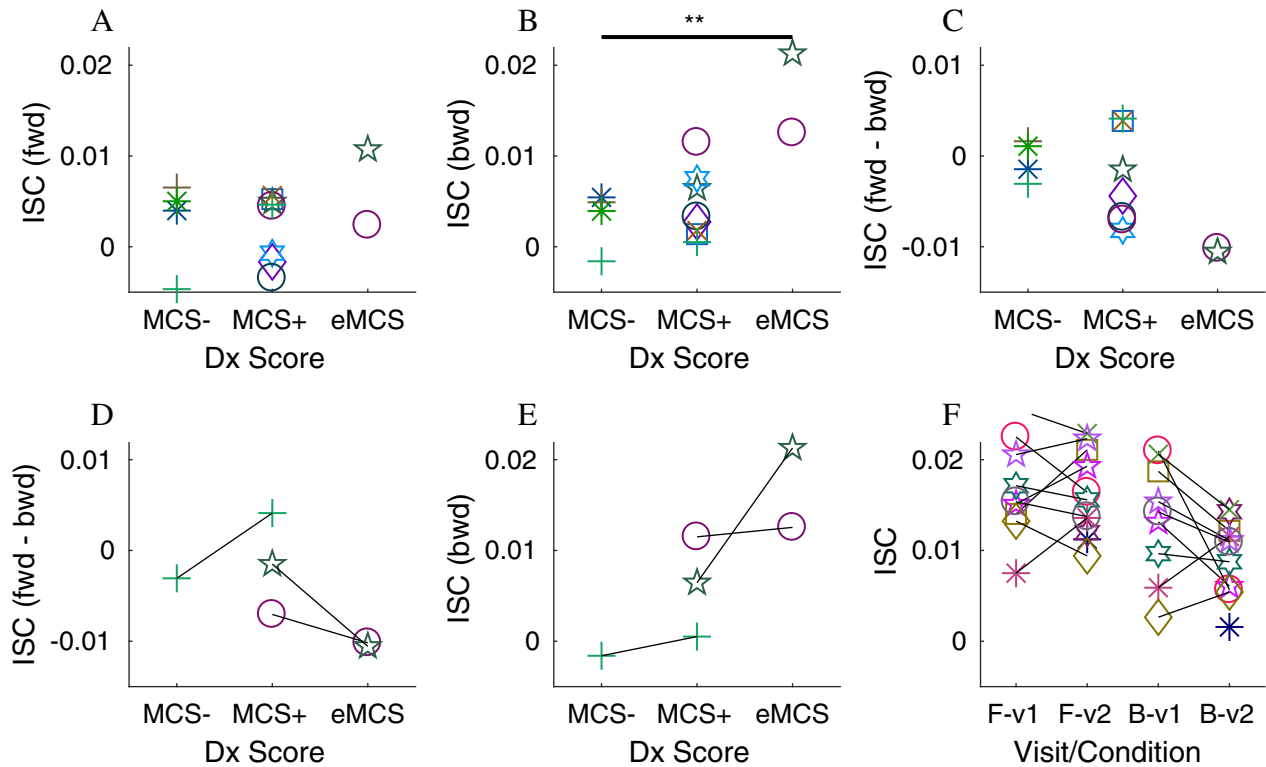 A
ISC (fwd)
0.02
0.01
0
MCS- MCS+ eMCS
Dx Score
B
**
ISC (bwd)
0.02
0.01
0
MCS- MCS+ eMCS
Dx Score
C
ISC (fwd - bwd)
0.01
0
-0.01
MCS- MCS+ eMCS
Dx Score
D
ISC (fwd - bwd)
0.01
0
-0.01
MCS- MCS+ eMCS
Dx Score
E
ISC (bwd)
0.02
0.01
0
MCS- MCS+ eMCS
Dx Score
F
ISC
0.02
0.01
0
F-v1 F-v2 B-v1 B-v2
Visit/Condition